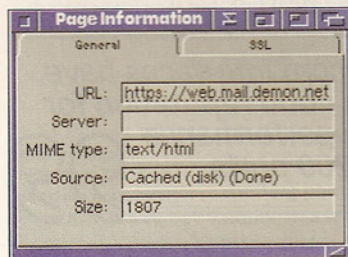 Page Information
General SSL
URL: https://web.mail.demon.net
Server:
MIME type: text/html
Source: Cached (disk) (Done)
Size: 1807